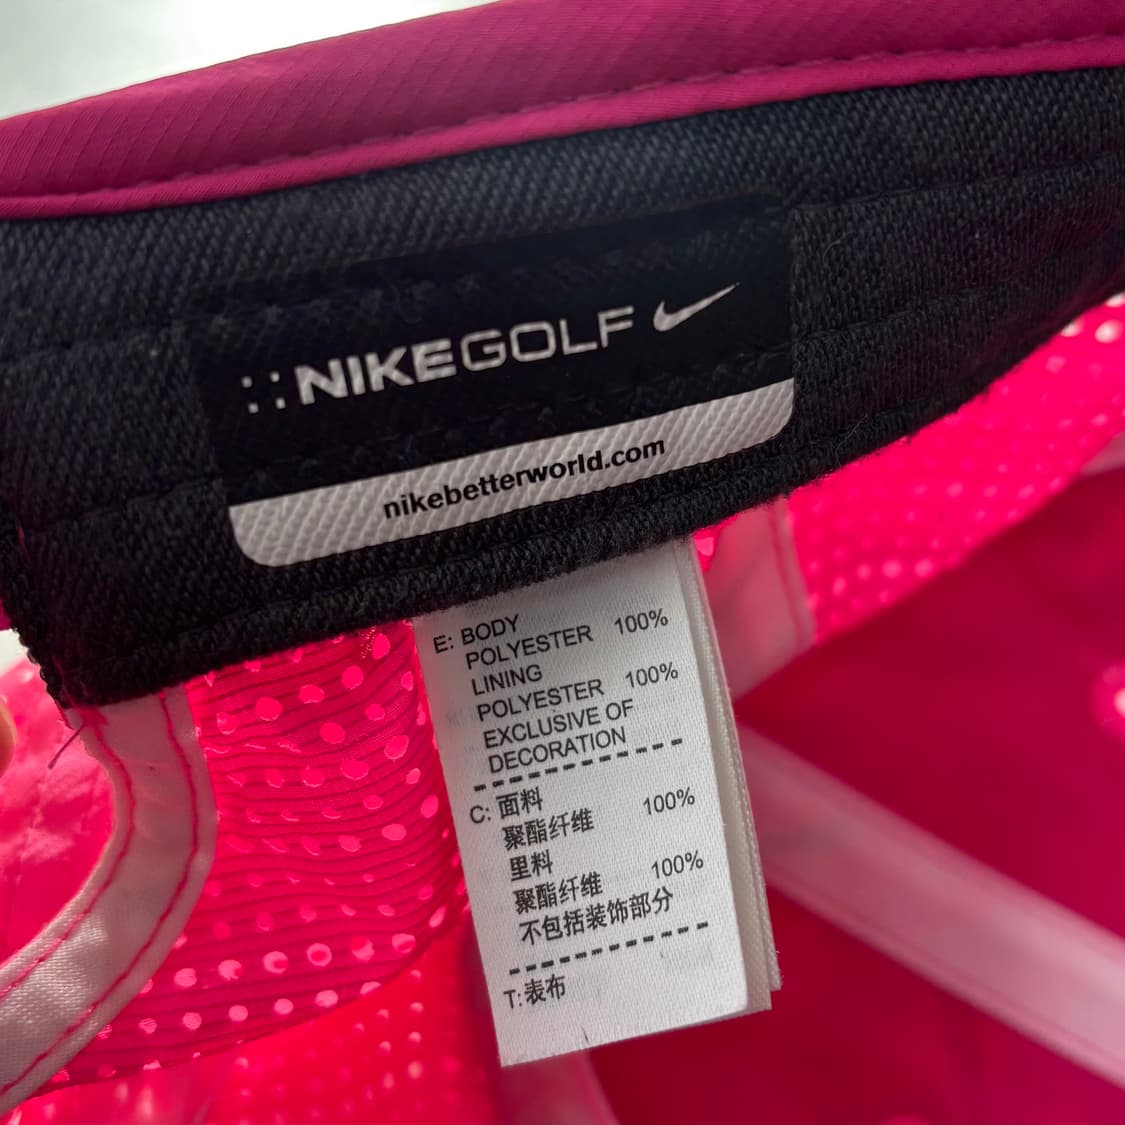 NIKEGOLF
nikebetterworld.com
E: BODY
POLYESTER 100%
LINING
POLYESTER 100%
EXCLUSIVE OF
DECORATION
C: 面料
聚酯纤维 100%
里料
聚酯纤维 100%
不包括装饰部分
T: 表布